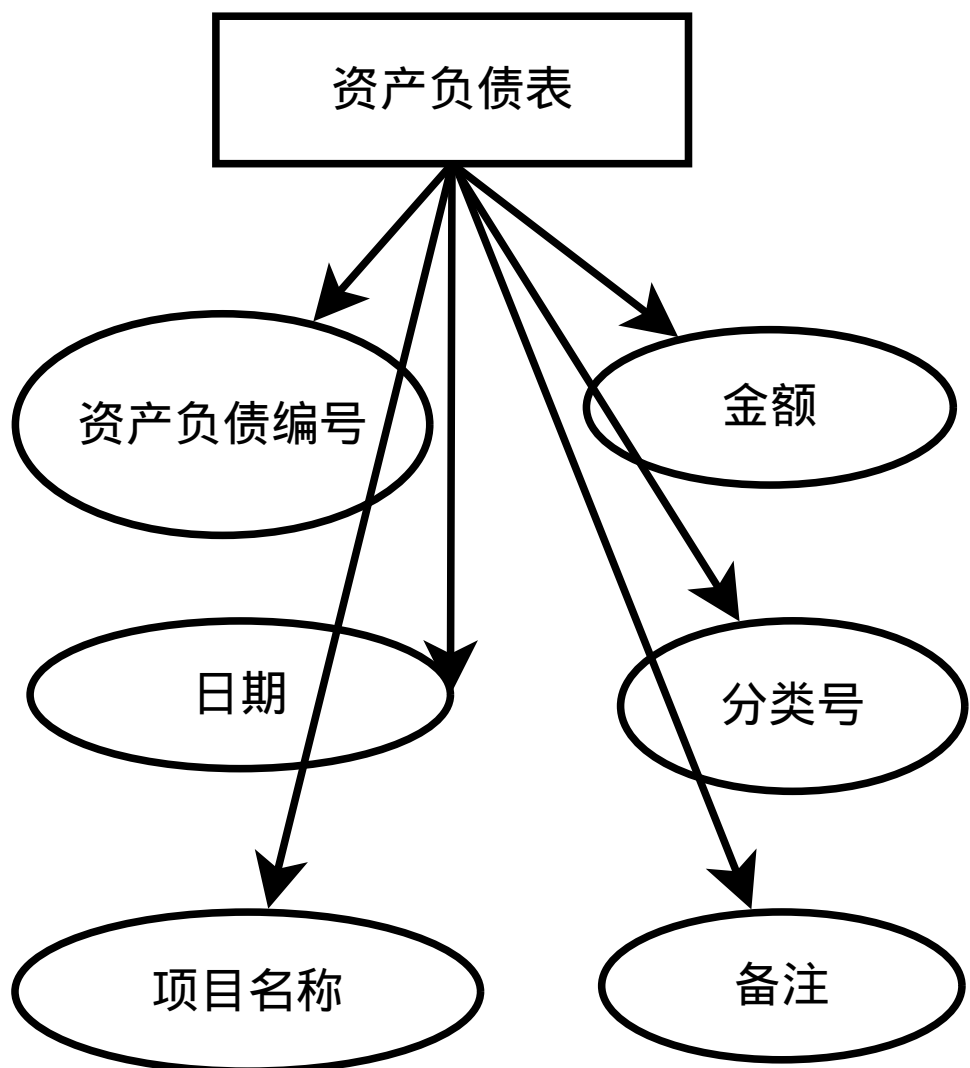 资产负债表
资产负债编号
金额
日期
分类号
项目名称
备注